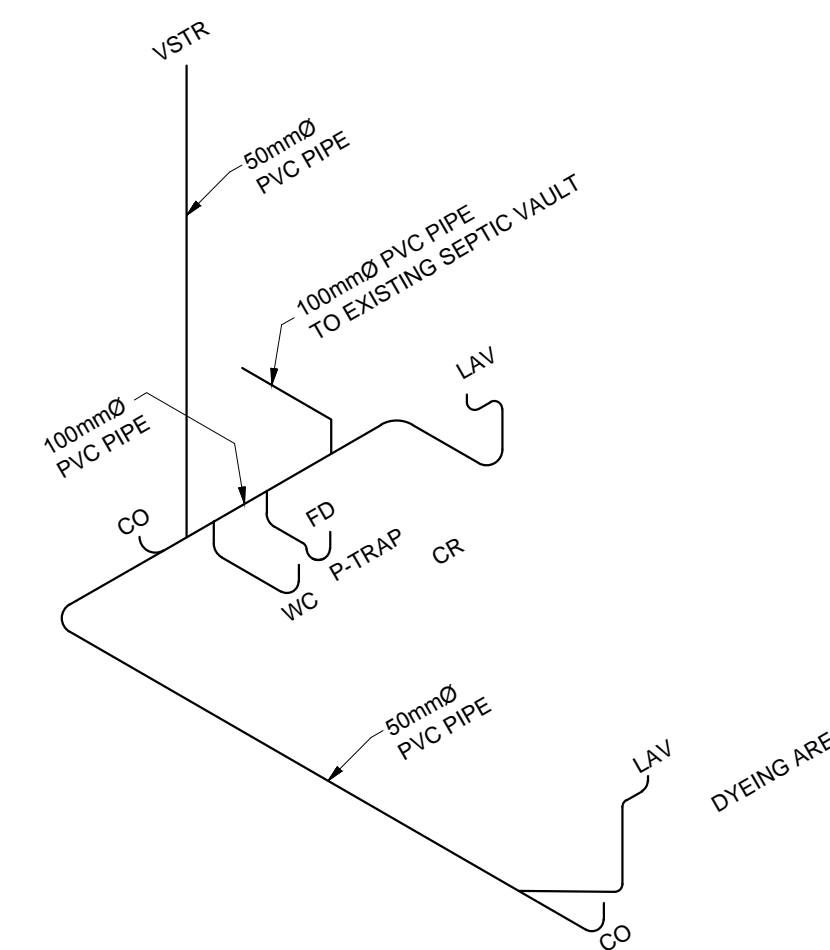 VSTR
50mmØ
PVC PIPE
100mmØ PVC PIPE
TO EXISTING SEPTIC VAULT
LAV
100mmØ
PVC PIPE
CO
FD
P-TRAP
CR
WC
50mmØ
PVC PIPE
LAV
DYEING ARE
CO